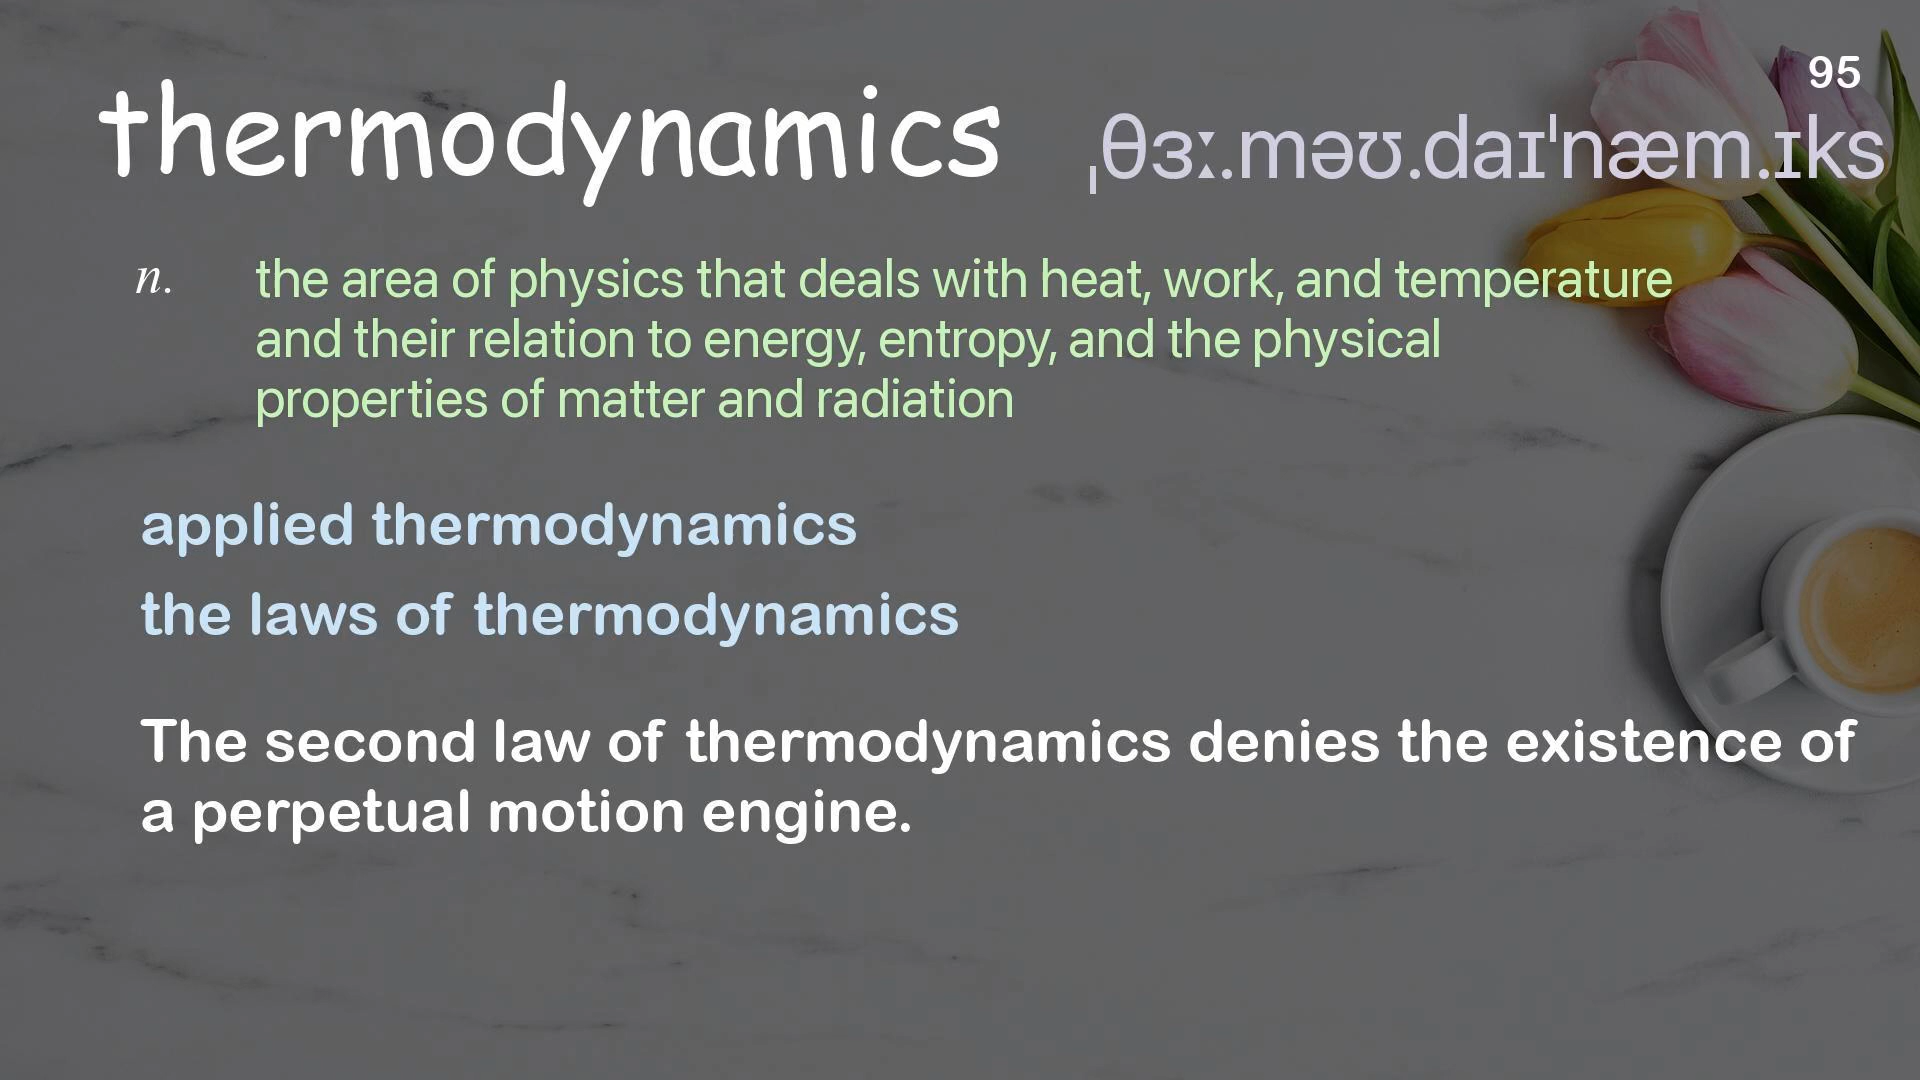 95
thermodynamics ˌθɜː.məʊ.daɪˈnæm.ɪks
n. the area of physics that deals with heat, work, and temperature
and their relation to energy, entropy, and the physical
properties of matter and radiation
applied thermodynamics
the laws of thermodynamics
The second law of thermodynamics denies the existence of
a perpetual motion engine.